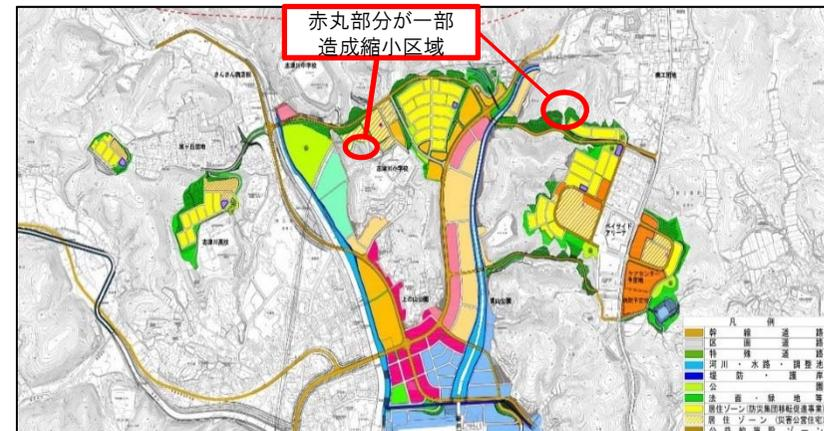 赤丸部分が一部
造成縮小区域
志津川中学校
志津川小学校
志津川高校
ベイサイド
アリーナ
上の山公園
凡例
幹線道路
区画道路
特殊道路
河川・水路・調整池
堤防・護岸
公園
法面・緑地等
居住ゾーン(防災集団移転促進事業)
居住ゾーン(災害公営住宅)